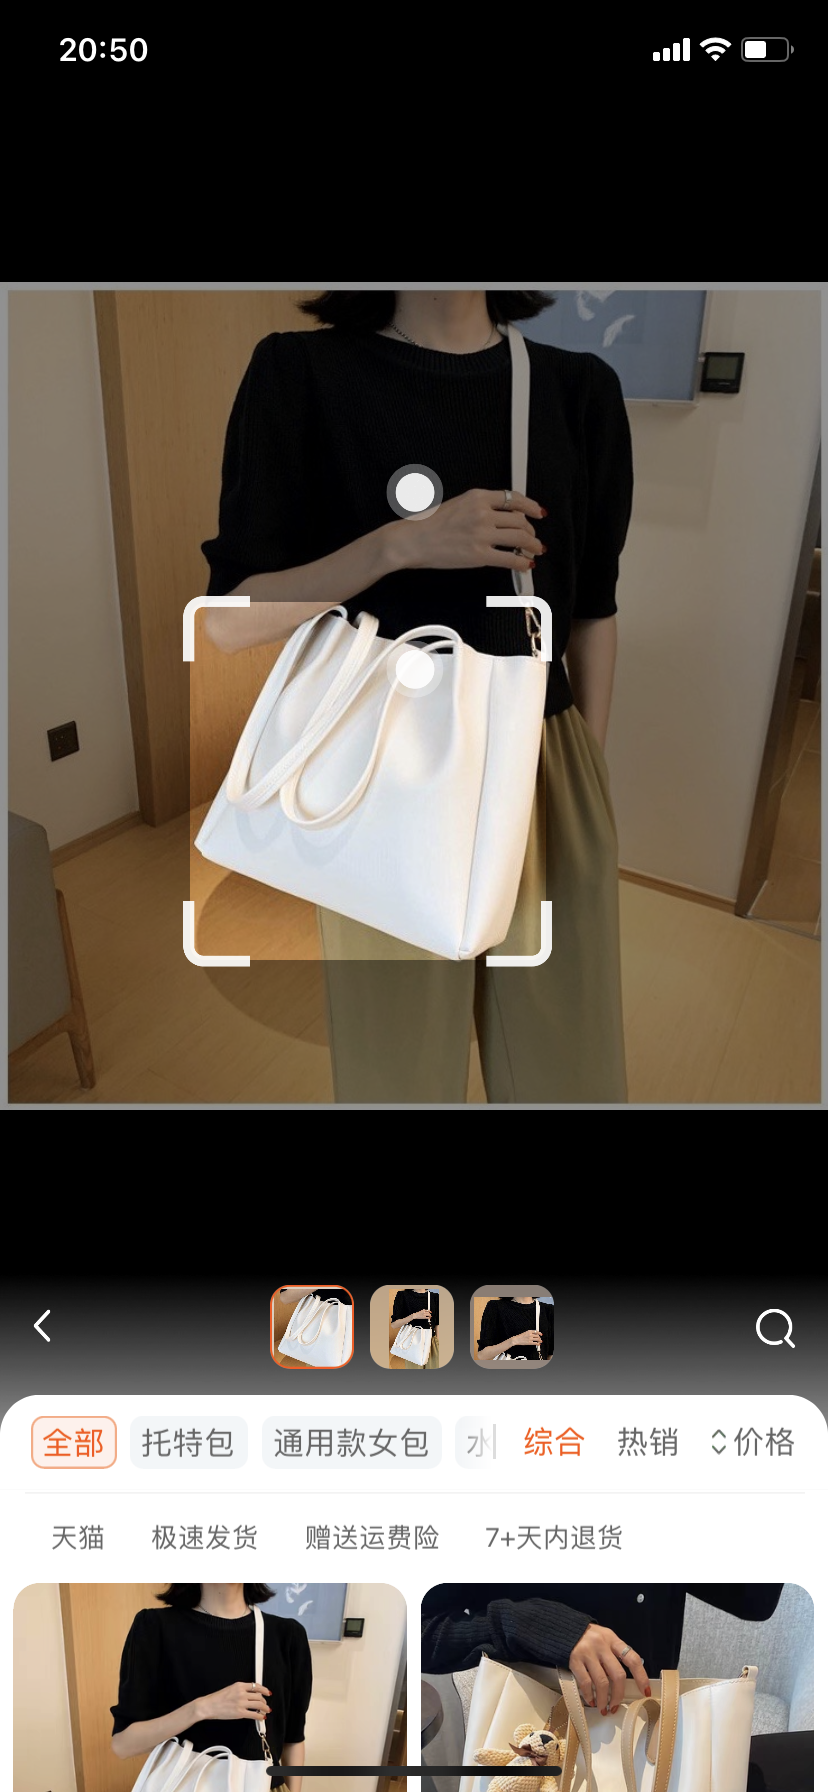 20:50
全部 托特包 通用款女包 综合 热销 价格
天猫 极速发货 赠送运费险 7+天内退货